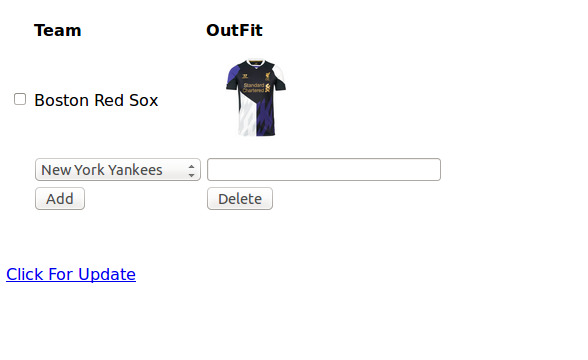 Team OutFit
Standard
Chartered
Boston Red Sox
New York Yankees
Add Delete
Click For Update